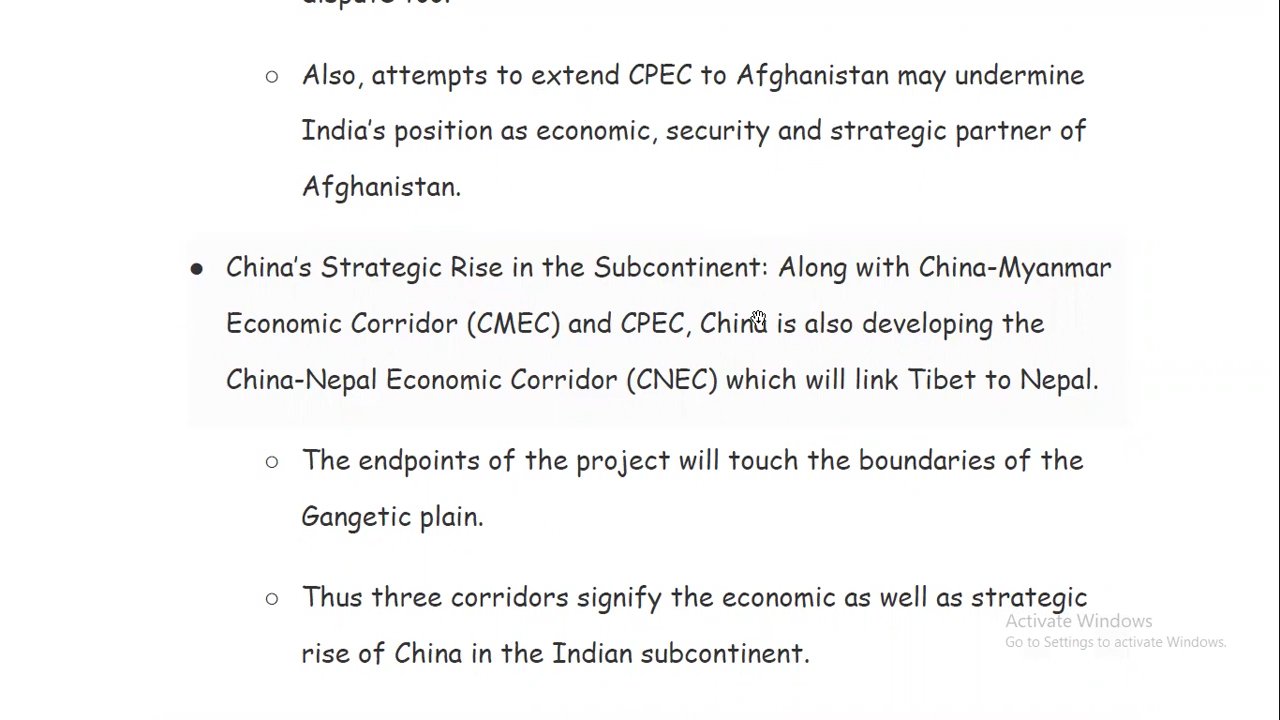 ○ Also, attempts to extend CPEC to Afghanistan may undermine
India's position as economic, security and strategic partner of
Afghanistan.
● China's Strategic Rise in the Subcontinent: Along with China-Myanmar
Economic Corridor (CMEC) and CPEC, China is also developing the
China-Nepal Economic Corridor (CNEC) which will link Tibet to Nepal.
○ The endpoints of the project will touch the boundaries of the
Gangetic plain.
○ Thus three corridors signify the economic as well as strategic
rise of China in the Indian subcontinent.
Activate Windows
Go to Settings to activate Windows.